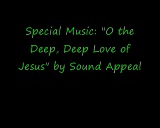 Special Music: "O the
Deep, Deep Love of
Jesus" by Sound Appeal